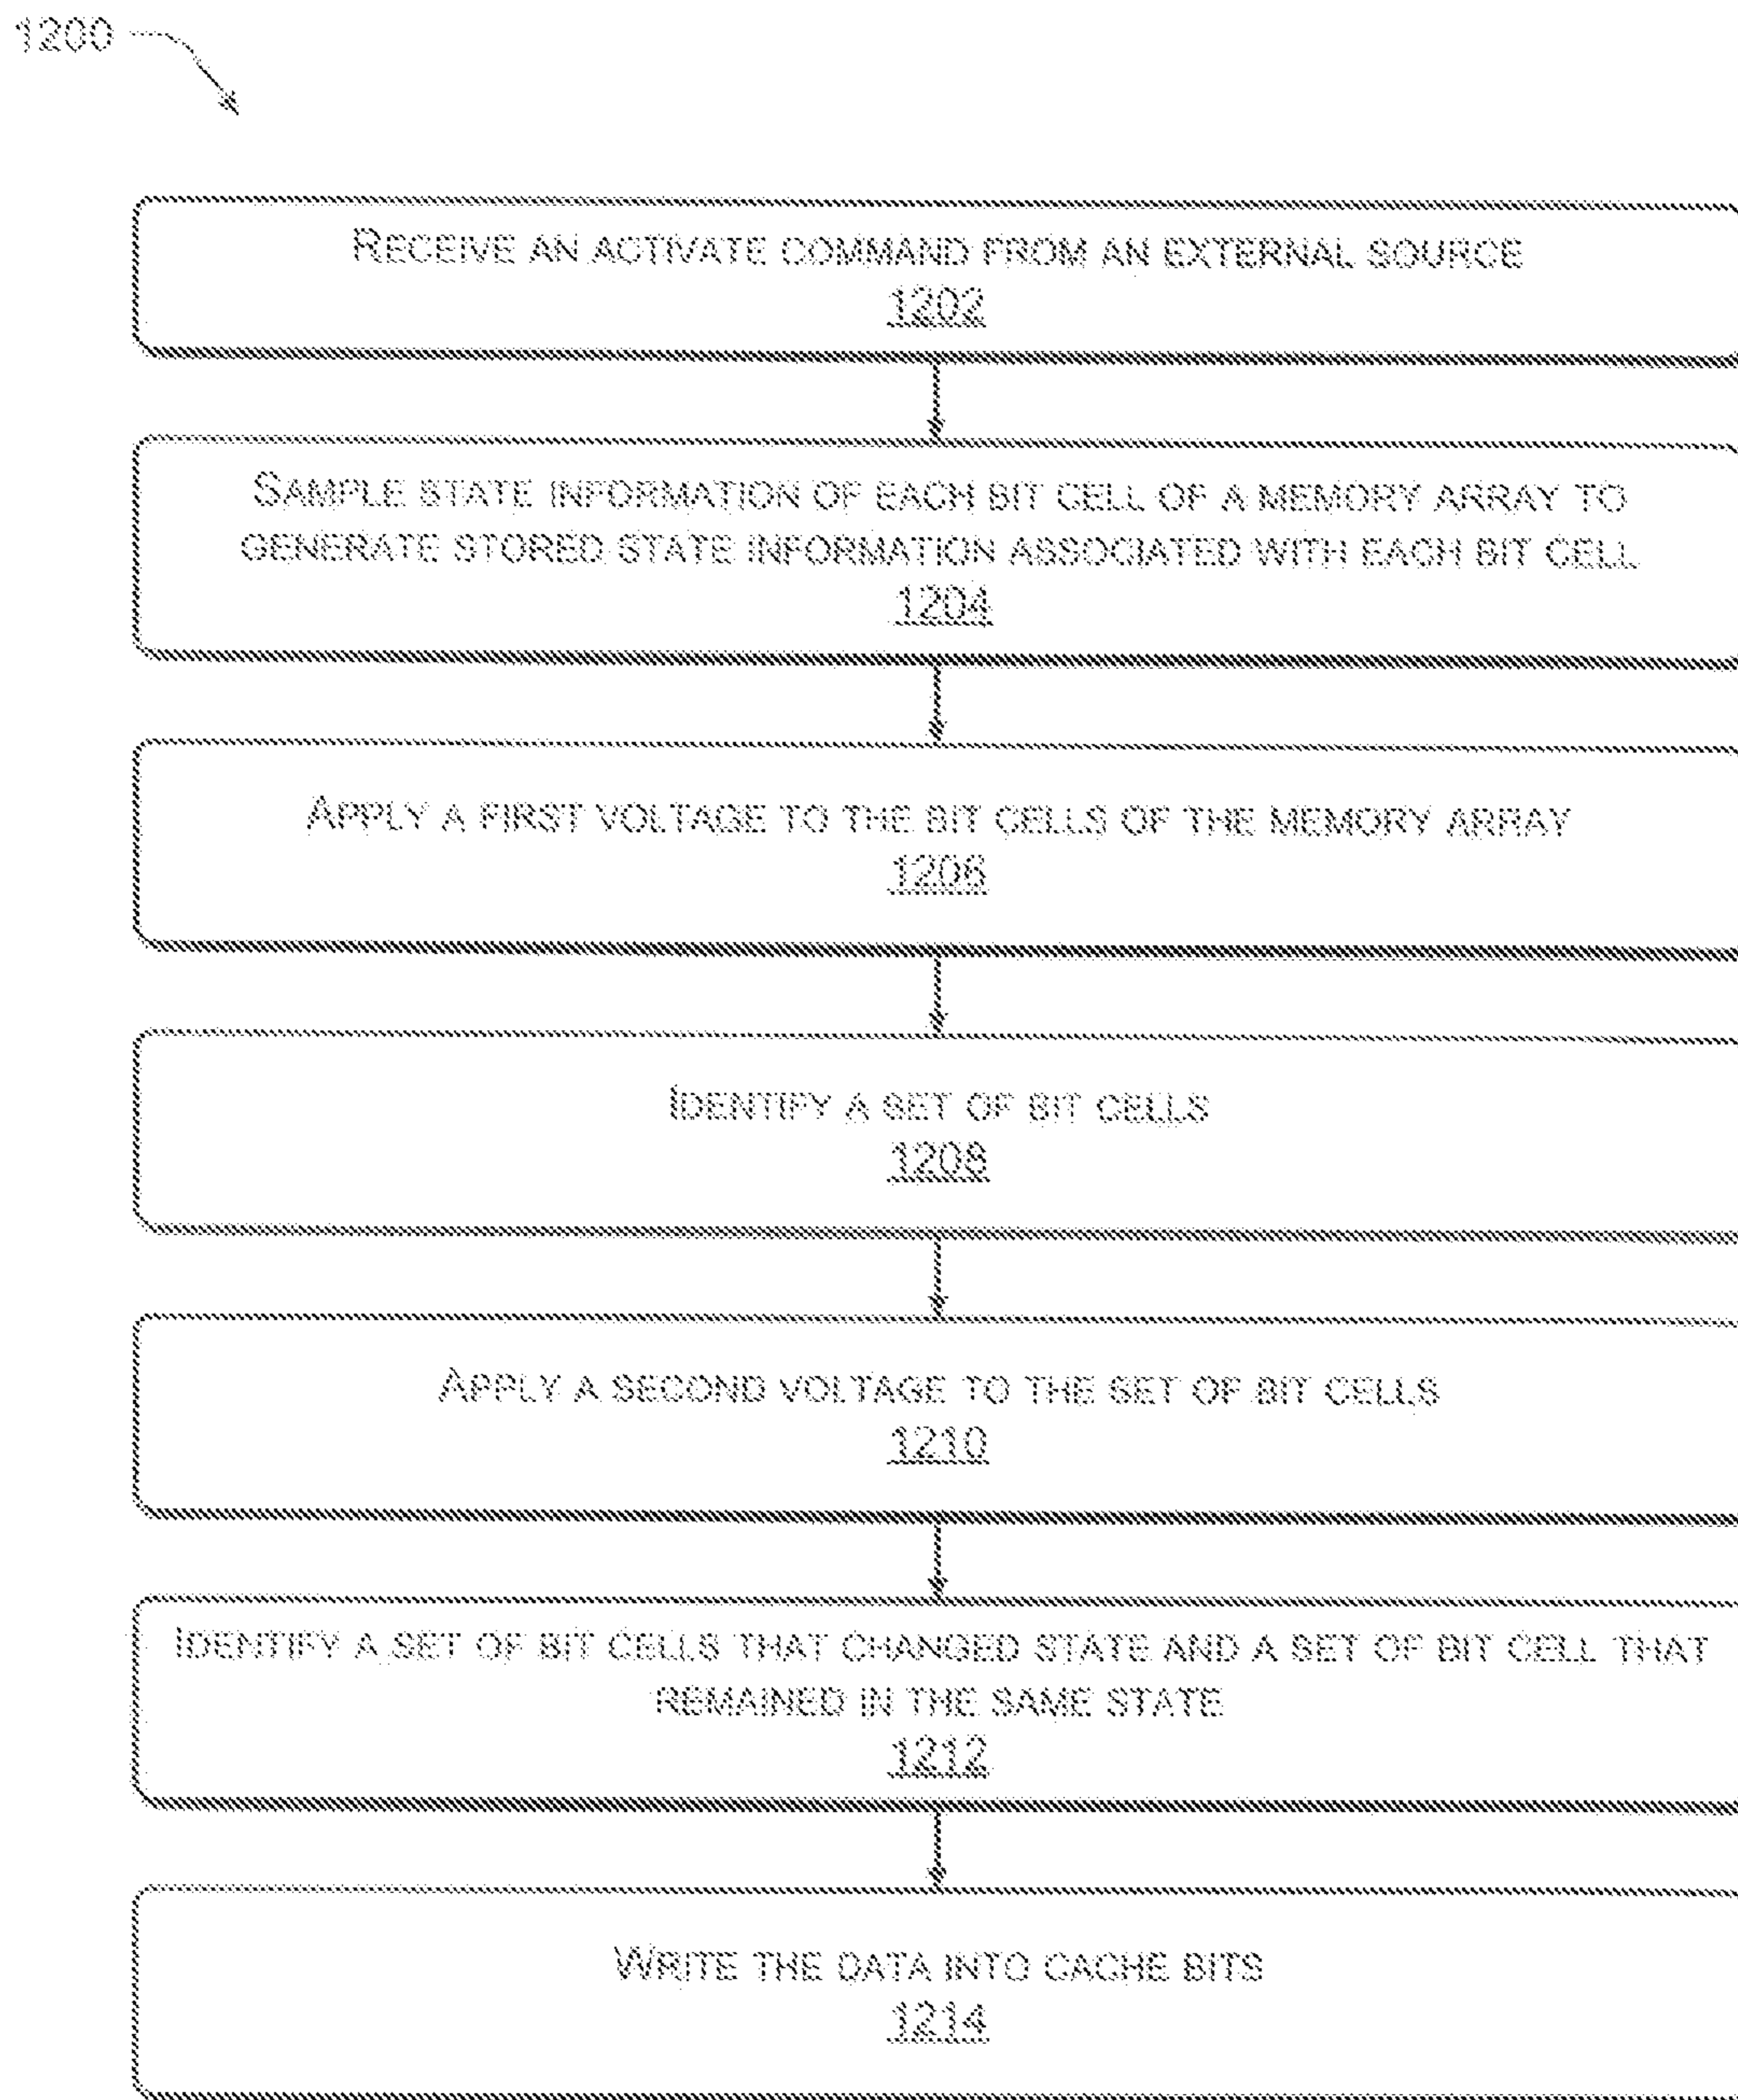 1200
RECEIVE AN ACTIVATE COMMAND FROM AN EXTERNAL SOURCE
1202
SAMPLE STATE INFORMATION OF EACH BIT CELL OF A MEMORY ARRAY TO
GENERATE STORED STATE INFORMATION ASSOCIATED WITH EACH BIT CELL
1204
APPLY A FIRST VOLTAGE TO THE BIT CELLS OF THE MEMORY ARRAY
1206
IDENTIFY A SET OF BIT CELLS
1208
APPLY A SECOND VOLTAGE TO THE SET OF BIT CELLS
1210
IDENTIFY A SET OF BIT CELLS THAT CHANGED STATE AND A SET OF BIT CELL THAT
REMAINED IN THE SAME STATE
1212
WRITE THE DATA INTO CACHE BITS
1214